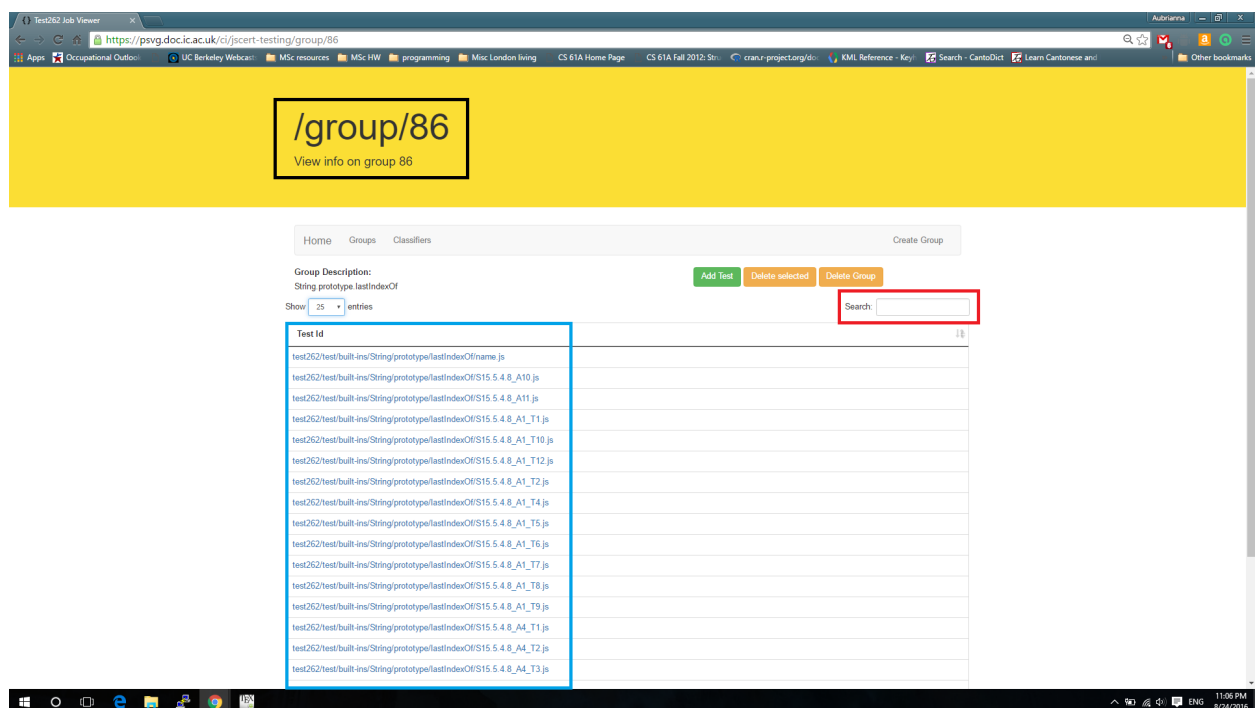 {} Test262 Job Viewer
Aubrianna
https://psvg.doc.ic.ac.uk/ci/jscert-testing/group/86
Apps Occupational Outlool UC Berkeley Webcast: MSc resources MSc HW programming Misc London living CS 61A Home Page CS 61A Fall 2012: Stru cran.r-project.org/do KML Reference - Key Search - CantoDict Learn Cantonese and Other bookmarks
/group/86
View info on group 86
Home Groups Classifiers Create Group
Group Description:
String.prototype.lastIndexOf
Add Test Delete selected Delete Group
Show 25 entries
Search:
Test Id
test262/test/built-ins/String/prototype/lastIndexOf/name.js
test262/test/built-ins/String/prototype/lastIndexOf/S15.5.4.8_A10.js
test262/test/built-ins/String/prototype/lastIndexOf/S15.5.4.8_A11.js
test262/test/built-ins/String/prototype/lastIndexOf/S15.5.4.8_A1_T1.js
test262/test/built-ins/String/prototype/lastIndexOf/S15.5.4.8_A1_T10.js
test262/test/built-ins/String/prototype/lastIndexOf/S15.5.4.8_A1_T12.js
test262/test/built-ins/String/prototype/lastIndexOf/S15.5.4.8_A1_T2.js
test262/test/built-ins/String/prototype/lastIndexOf/S15.5.4.8_A1_T4.js
test262/test/built-ins/String/prototype/lastIndexOf/S15.5.4.8_A1_T5.js
test262/test/built-ins/String/prototype/lastIndexOf/S15.5.4.8_A1_T6.js
test262/test/built-ins/String/prototype/lastIndexOf/S15.5.4.8_A1_T7.js
test262/test/built-ins/String/prototype/lastIndexOf/S15.5.4.8_A1_T8.js
test262/test/built-ins/String/prototype/lastIndexOf/S15.5.4.8_A1_T9.js
test262/test/built-ins/String/prototype/lastIndexOf/S15.5.4.8_A4_T1.js
test262/test/built-ins/String/prototype/lastIndexOf/S15.5.4.8_A4_T2.js
test262/test/built-ins/String/prototype/lastIndexOf/S15.5.4.8_A4_T3.js
ENG 11:06 PM
8/24/2016